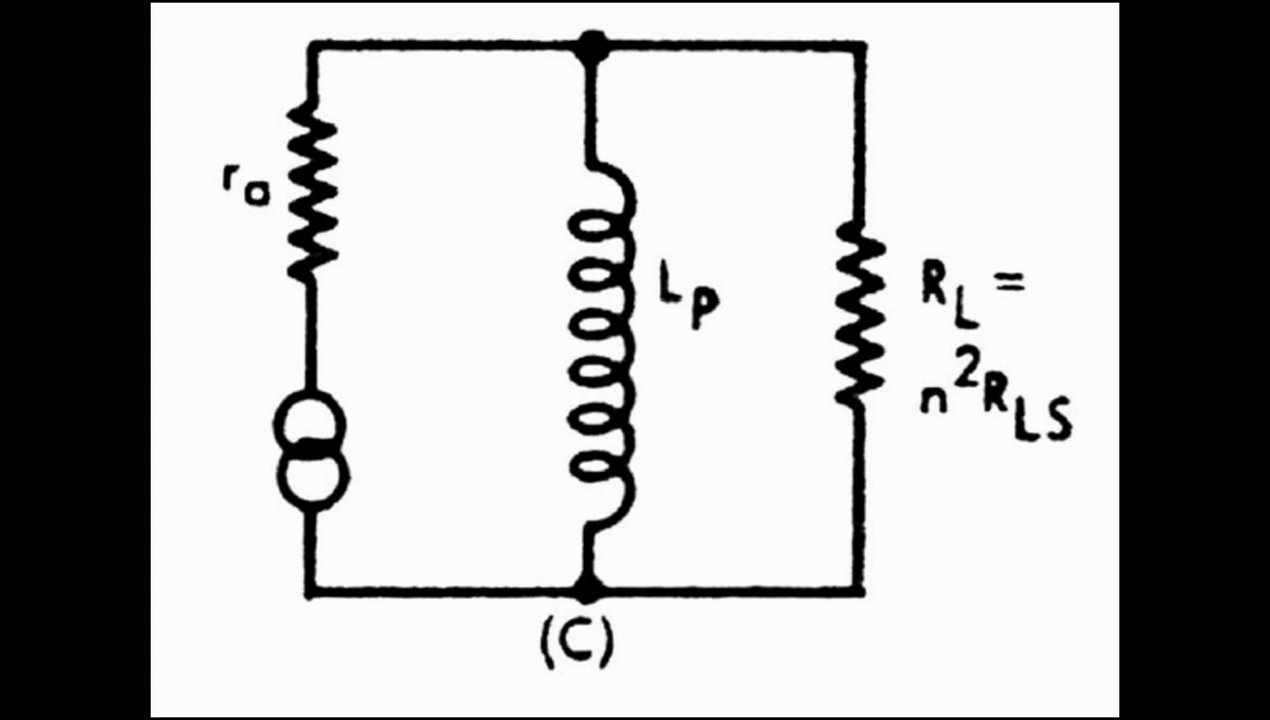 rₐ
Lₚ
R_L =
n²R_LS
(C)